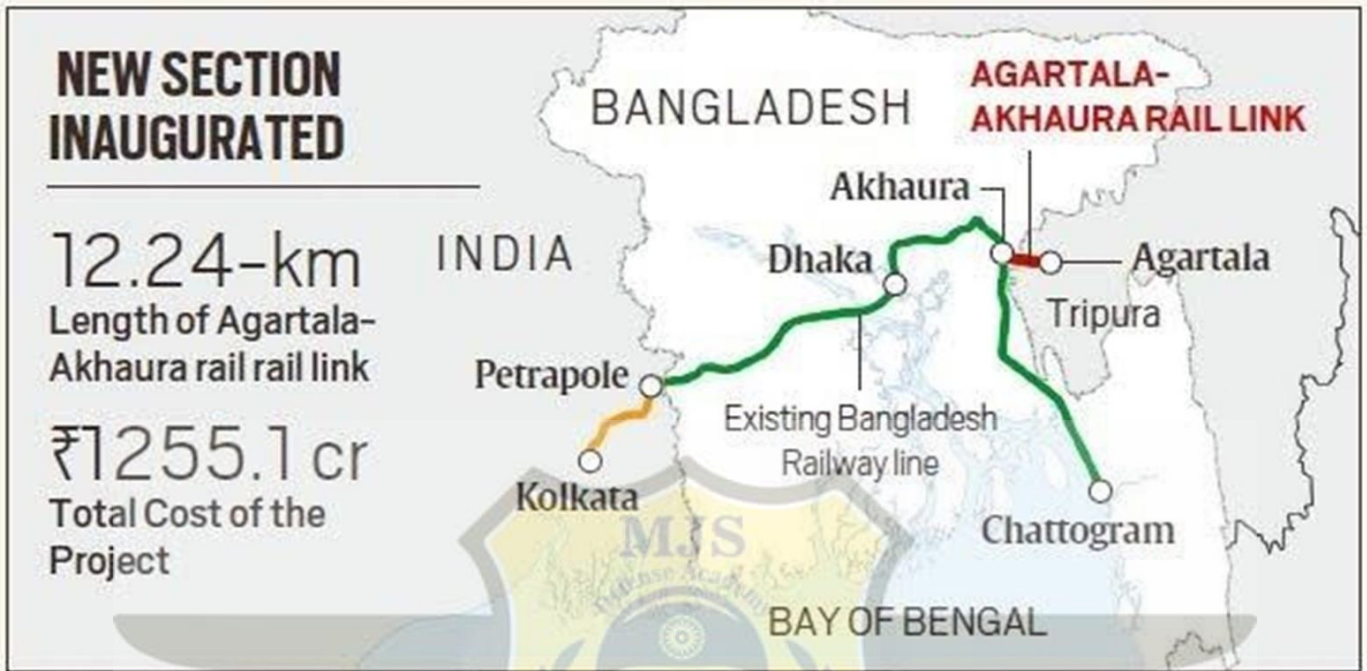 NEW SECTION
INAUGURATED
12.24-km
Length of Agartala-
Akhaura rail rail link
₹1255.1 cr
Total Cost of the
Project
BANGLADESH
AGARTALA-
AKHAURA RAIL LINK
Akhaura
INDIA
Dhaka
Agartala
Tripura
Petrapole
Existing Bangladesh
Railway line
Kolkata
Chattogram
MJS
Defense Academy
BAY OF BENGAL